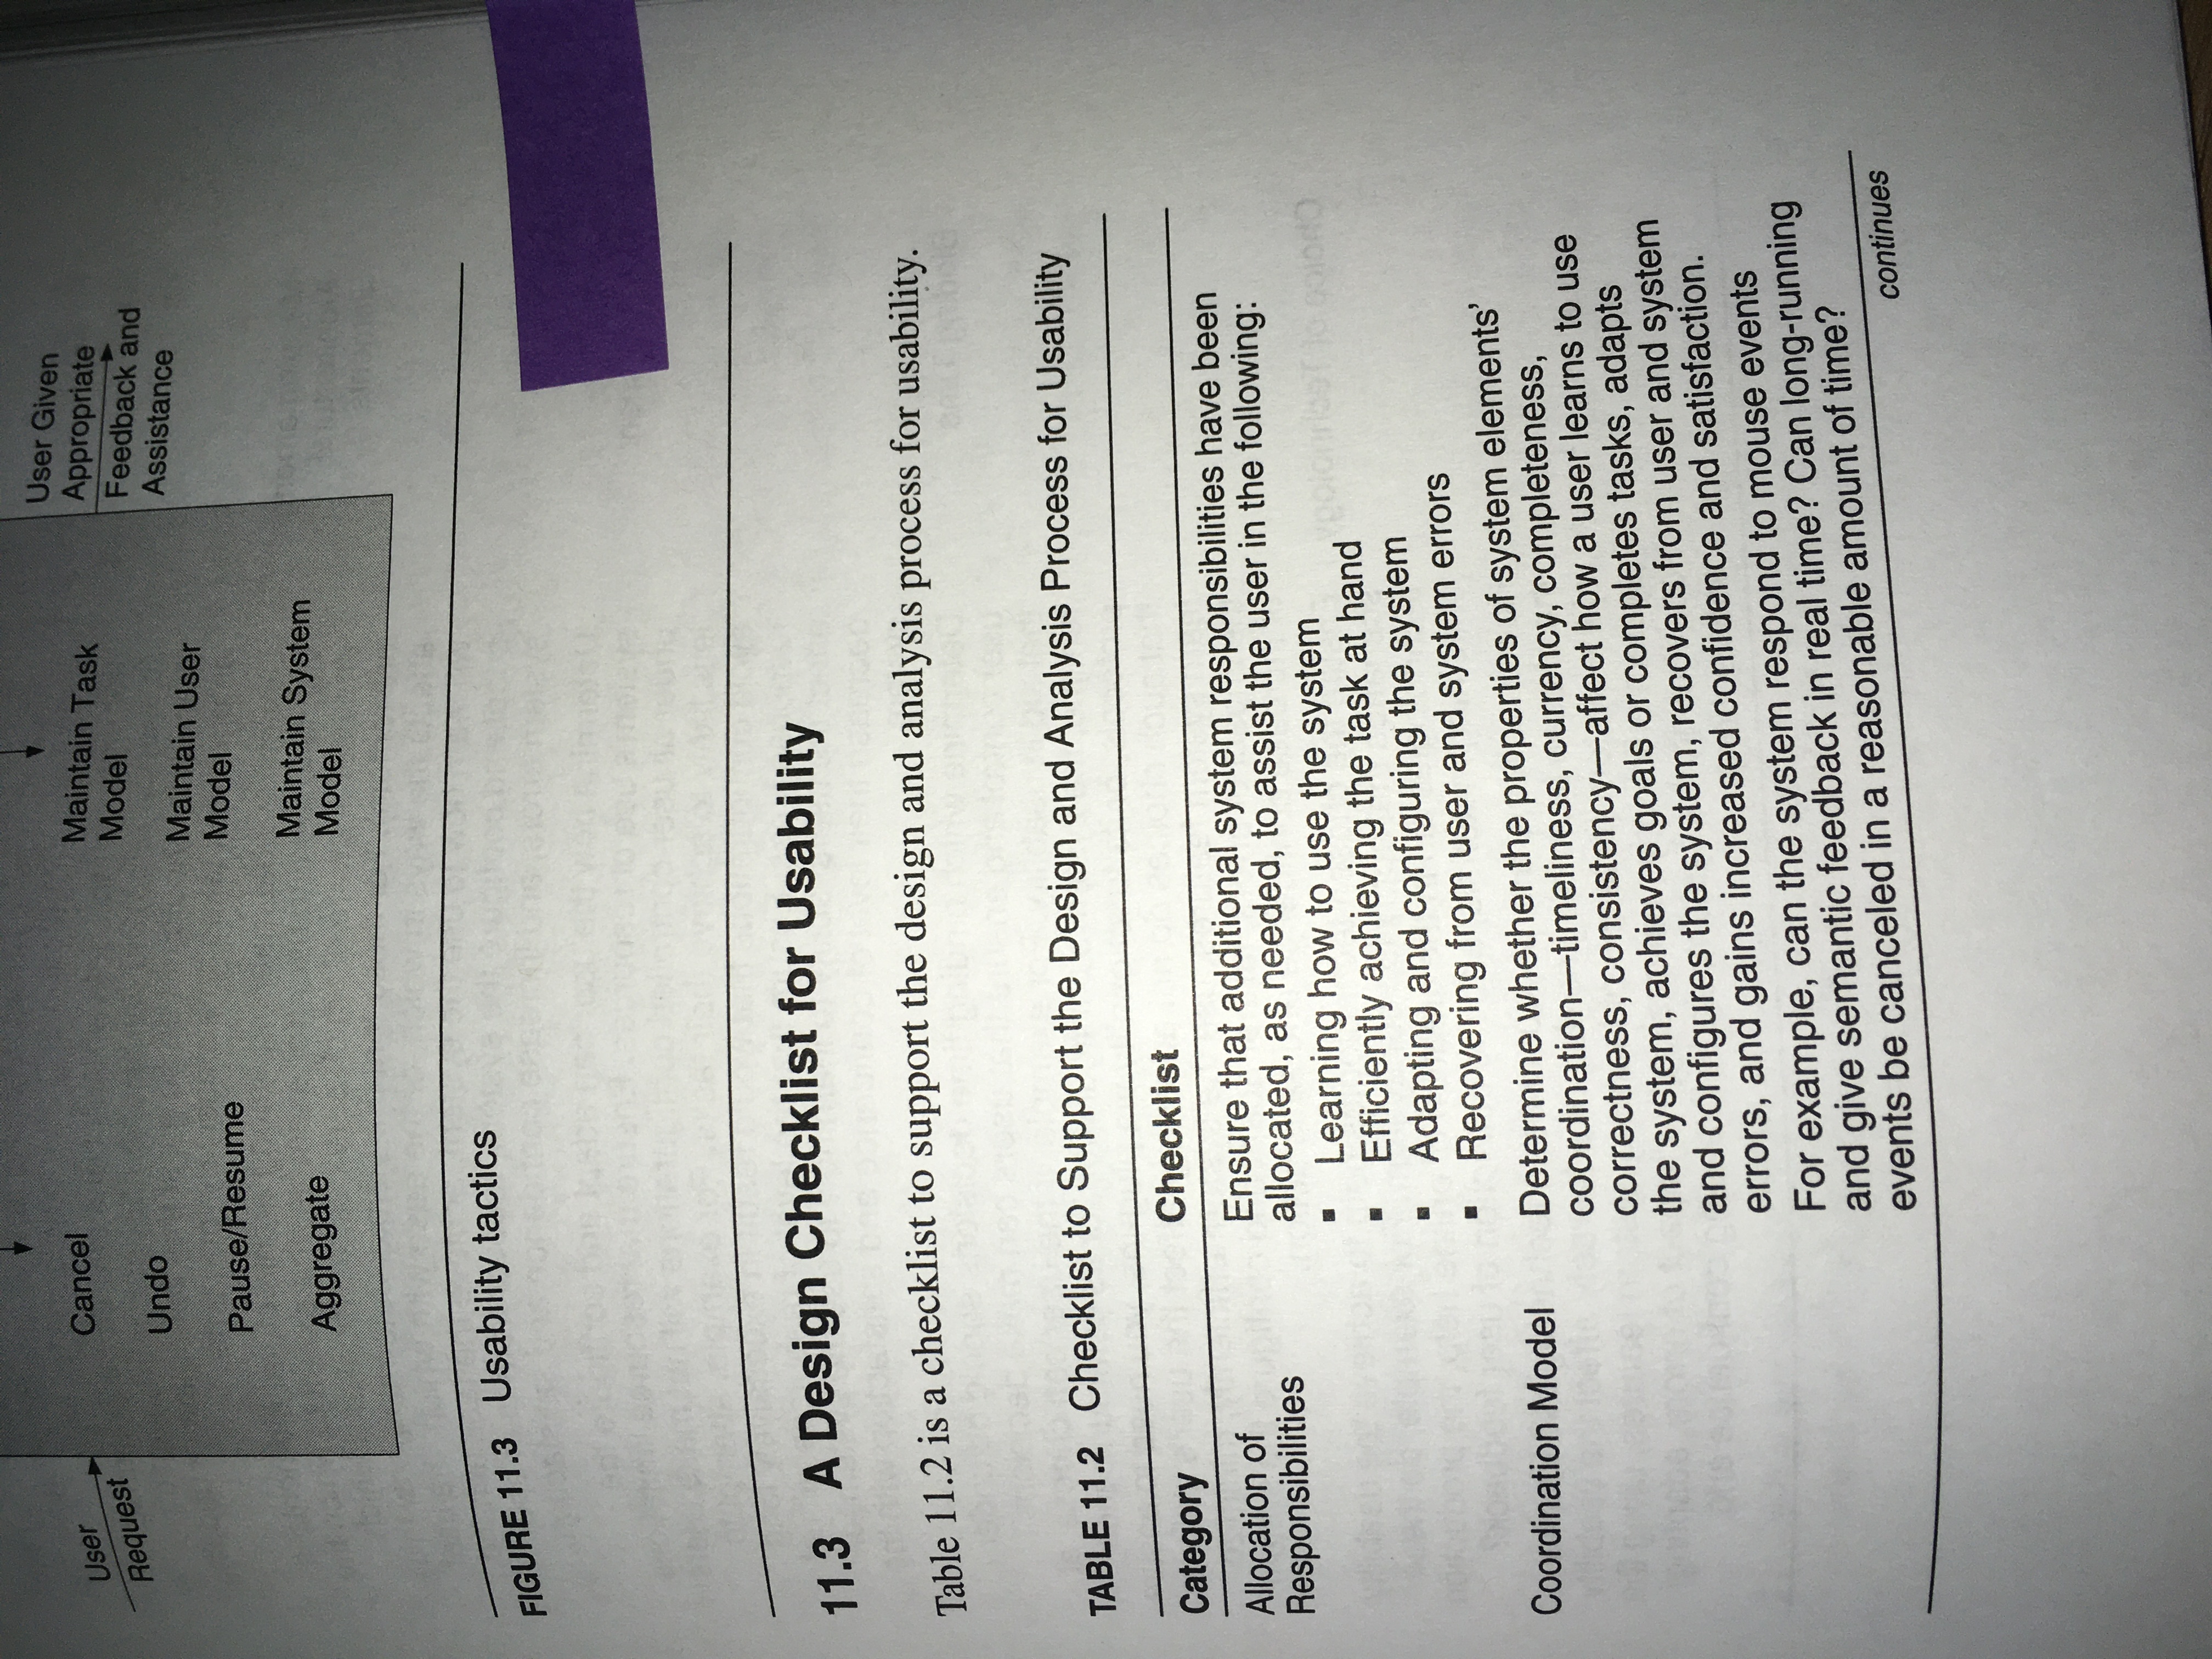 User
Request
Cancel
Undo
Pause/Resume
Aggregate
Maintain Task
Model
Maintain User
Model
Maintain System
Model
User Given
Appropriate
Feedback and
Assistance
FIGURE 11.3 Usability tactics
11.3 A Design Checklist for Usability
Table 11.2 is a checklist to support the design and analysis process for usability.
TABLE 11.2 Checklist to Support the Design and Analysis Process for Usability
Category Checklist
Allocation of
Responsibilities
Ensure that additional system responsibilities have been
allocated, as needed, to assist the user in the following:
▪ Learning how to use the system
▪ Efficiently achieving the task at hand
▪ Adapting and configuring the system
▪ Recovering from user and system errors
Coordination Model
Determine whether the properties of system elements’
coordination—timeliness, currency, completeness,
correctness, consistency—affect how a user learns to use
the system, achieves goals or completes tasks, adapts
and configures the system, recovers from user and system
errors, and gains increased confidence and satisfaction.
For example, can the system respond to mouse events
and give semantic feedback in real time? Can long-running
events be canceled in a reasonable amount of time?
continues